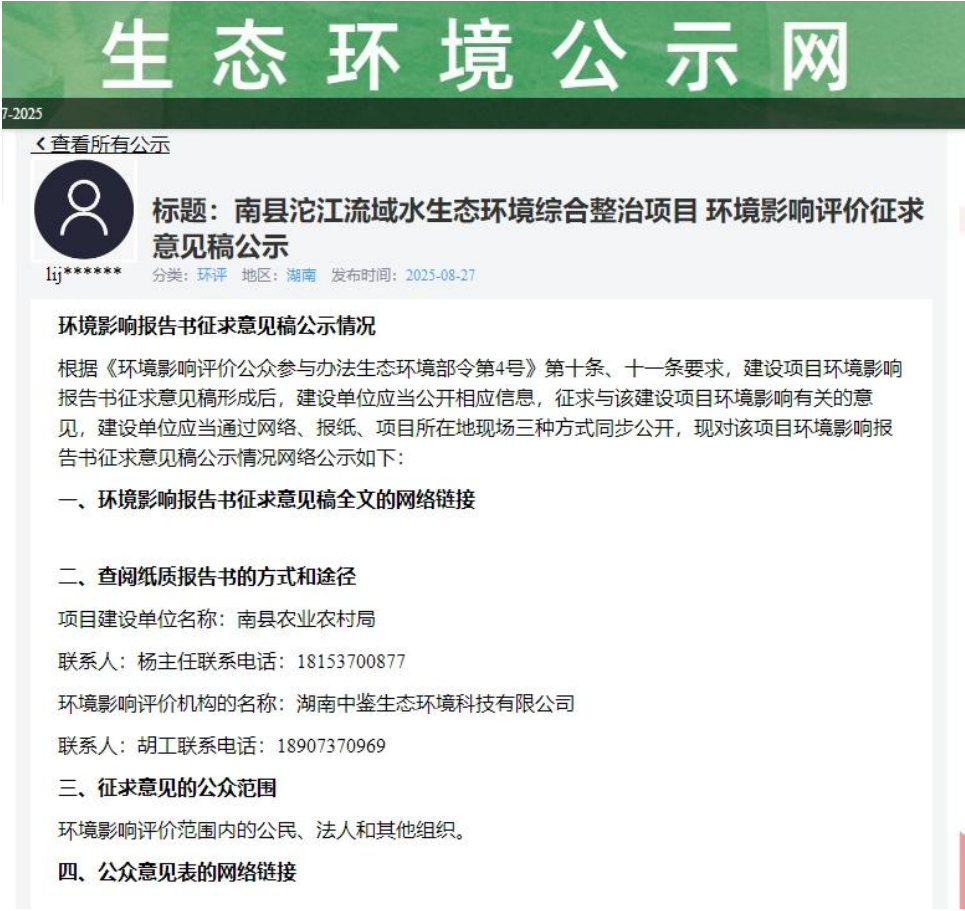 生态环境公示网
7-2025
查看所有公示
标题：南县沱江流域水生态环境综合整治项目 环境影响评价征求
意见稿公示
lij******
分类：环评 地区：湖南 发布时间：2025-08-27
环境影响报告书征求意见稿公示情况
根据《环境影响评价公众参与办法生态环境部令第4号》第十条、十一条要求，建设项目环境影响
报告书征求意见稿形成后，建设单位应当公开相应信息，征求与该建设项目环境影响有关的意
见，建设单位应当通过网络、报纸、项目所在地现场三种方式同步公开，现对该项目环境影响报
告书征求意见稿公示情况网络公示如下：
一、环境影响报告书征求意见稿全文的网络链接
二、查阅纸质报告书的方式和途径
项目建设单位名称：南县农业农村局
联系人：杨主任联系电话：18153700877
环境影响评价机构的名称：湖南中鉴生态环境科技有限公司
联系人：胡工联系电话：18907370969
三、征求意见的公众范围
环境影响评价范围内的公民、法人和其他组织。
四、公众意见表的网络链接